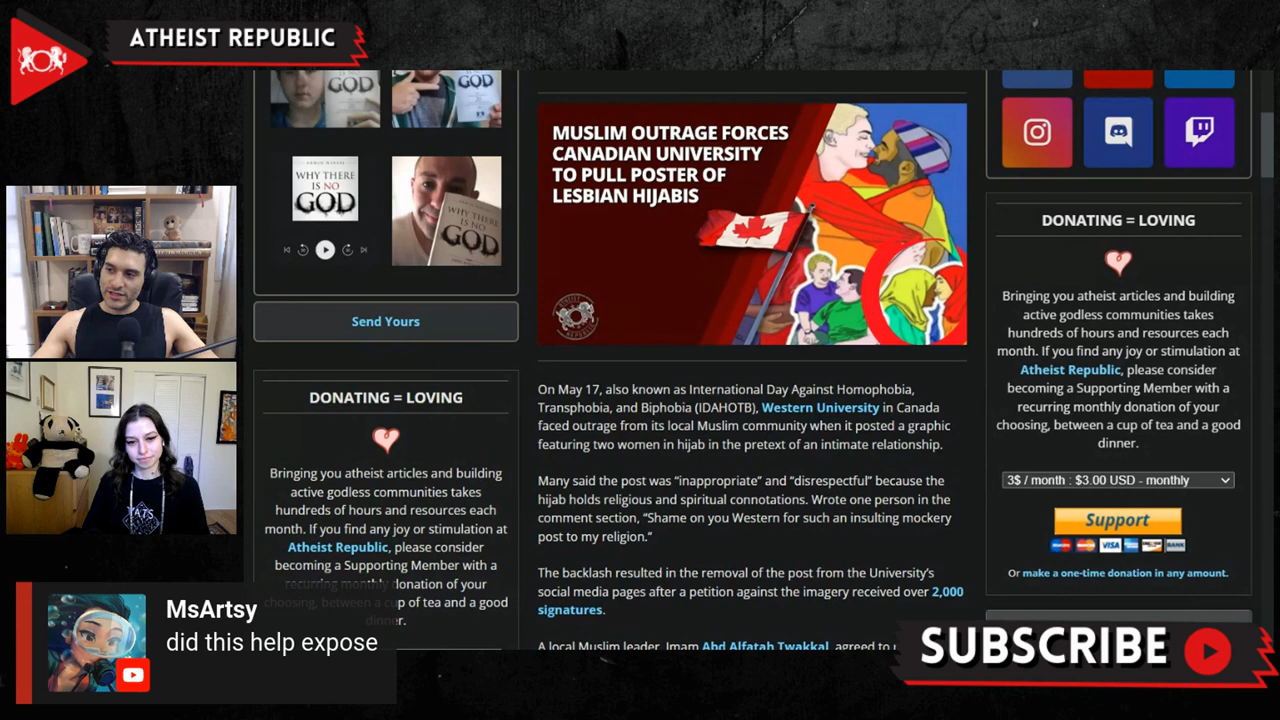 ATHEIST REPUBLIC
GOD
GOD
WHY THERE
IS NO
GOD
WHY THERE
IS NO
GOD
Send Yours
DONATING = LOVING
Bringing you atheist articles and building
active godless communities takes
hundreds of hours and resources each
month. If you find any joy or stimulation at
Atheist Republic, please consider
becoming a Supporting Member with a
recurring monthly donation of your
choosing, between a cup of tea and a good
dinner.
MUSLIM OUTRAGE FORCES
CANADIAN UNIVERSITY
TO PULL POSTER OF
LESBIAN HIJABIS
On May 17, also known as International Day Against Homophobia,
Transphobia, and Biphobia (IDAHOTB), Western University in Canada
faced outrage from its local Muslim community when it posted a graphic
featuring two women in hijab in the pretext of an intimate relationship.
Many said the post was “inappropriate” and “disrespectful” because the
hijab holds religious and spiritual connotations. Wrote one person in the
comment section, “Shame on you Western for such an insulting mockery
post to my religion.”
The backlash resulted in the removal of the post from the University’s
social media pages after a petition against the imagery received over 2,000
signatures.
A local Muslim leader, Imam Abd Alfatah Twakkal, agreed to
DONATING = LOVING
Bringing you atheist articles and building
active godless communities takes
hundreds of hours and resources each
month. If you find any joy or stimulation at
Atheist Republic, please consider
becoming a Supporting Member with a
recurring monthly donation of your
choosing, between a cup of tea and a good
dinner.
3$ / month : $3.00 USD - monthly
Support
VISA
BANK
Or make a one-time donation in any amount.
MsArtsy
did this help expose
SUBSCRIBE